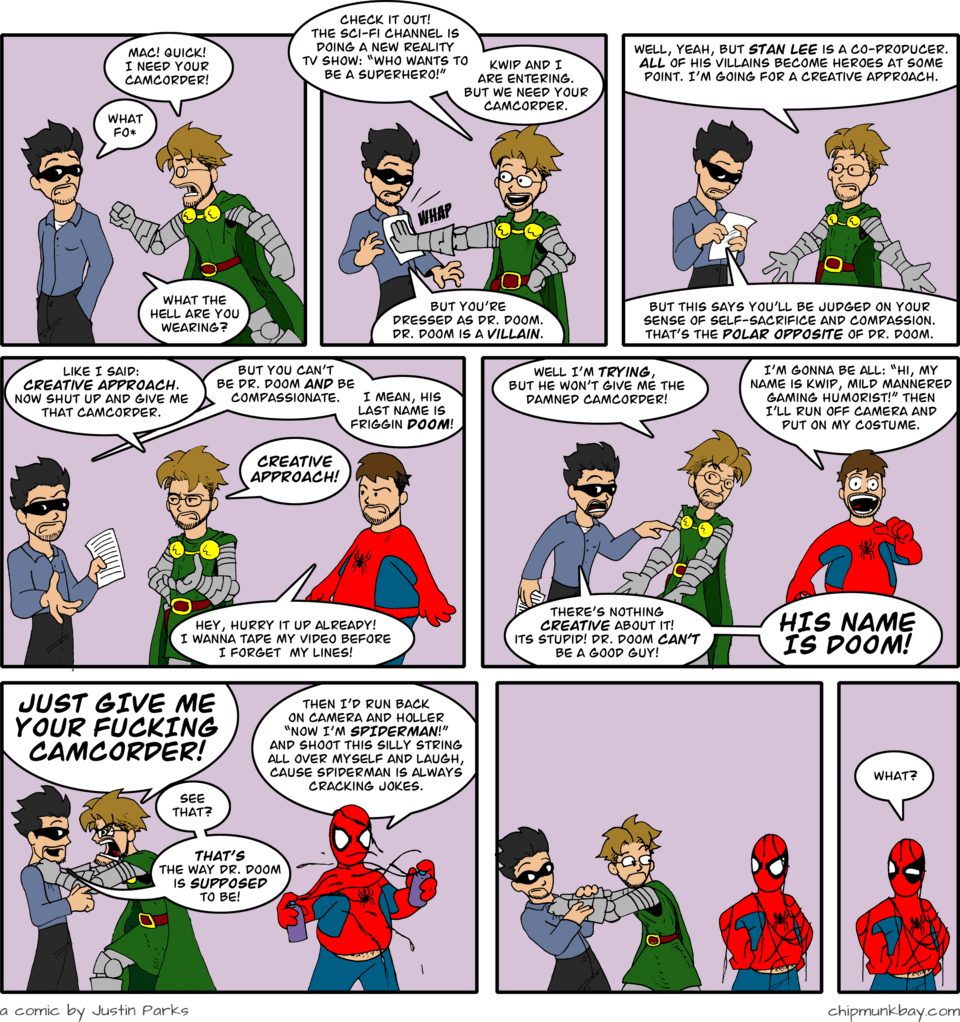 MAC! QUICK!
I NEED YOUR
CAMCORDER!
WHAT
FO*
WHAT THE
HELL ARE YOU
WEARING?
CHECK IT OUT!
THE SCI-FI CHANNEL IS
DOING A NEW REALITY
TV SHOW: "WHO WANTS TO
BE A SUPERHERO!"
KWIP AND I
ARE ENTERING.
BUT WE NEED YOUR
CAMCORDER.
WHAP
BUT YOU'RE
DRESSED AS DR. DOOM.
DR. DOOM IS A VILLAIN.
WELL, YEAH, BUT STAN LEE IS A CO-PRODUCER.
ALL OF HIS VILLAINS BECOME HEROES AT SOME
POINT. I'M GOING FOR A CREATIVE APPROACH.
BUT THIS SAYS YOU'LL BE JUDGED ON YOUR
SENSE OF SELF-SACRIFICE AND COMPASSION.
THAT'S THE POLAR OPPOSITE OF DR. DOOM.
LIKE I SAID:
CREATIVE APPROACH.
NOW SHUT UP AND GIVE ME
THAT CAMCORDER.
BUT YOU CAN'T
BE DR. DOOM AND BE
COMPASSIONATE.
I MEAN, HIS
LAST NAME IS
FRIGGIN DOOM!
CREATIVE
APPROACH!
HEY, HURRY IT UP ALREADY!
I WANNA TAPE MY VIDEO BEFORE
I FORGET MY LINES!
WELL I'M TRYING,
BUT HE WON'T GIVE ME THE
DAMNED CAMCORDER!
I'M GONNA BE ALL: "HI, MY
NAME IS KWIP, MILD MANNERED
GAMING HUMORIST!" THEN
I'LL RUN OFF CAMERA AND
PUT ON MY COSTUME.
THERE'S NOTHING
CREATIVE ABOUT IT!
ITS STUPID! DR. DOOM CAN'T
BE A GOOD GUY!
HIS NAME
IS DOOM!
JUST GIVE ME
YOUR FUCKING
CAMCORDER!
SEE
THAT?
THAT'S
THE WAY DR. DOOM
IS SUPPOSED
TO BE!
THEN I'D RUN BACK
ON CAMERA AND HOLLER
"NOW I'M SPIDERMAN!"
AND SHOOT THIS SILLY STRING
ALL OVER MYSELF AND LAUGH,
CAUSE SPIDERMAN IS ALWAYS
CRACKING JOKES.
WHAT?
a comic by Justin Parks
chipmunkbay.com